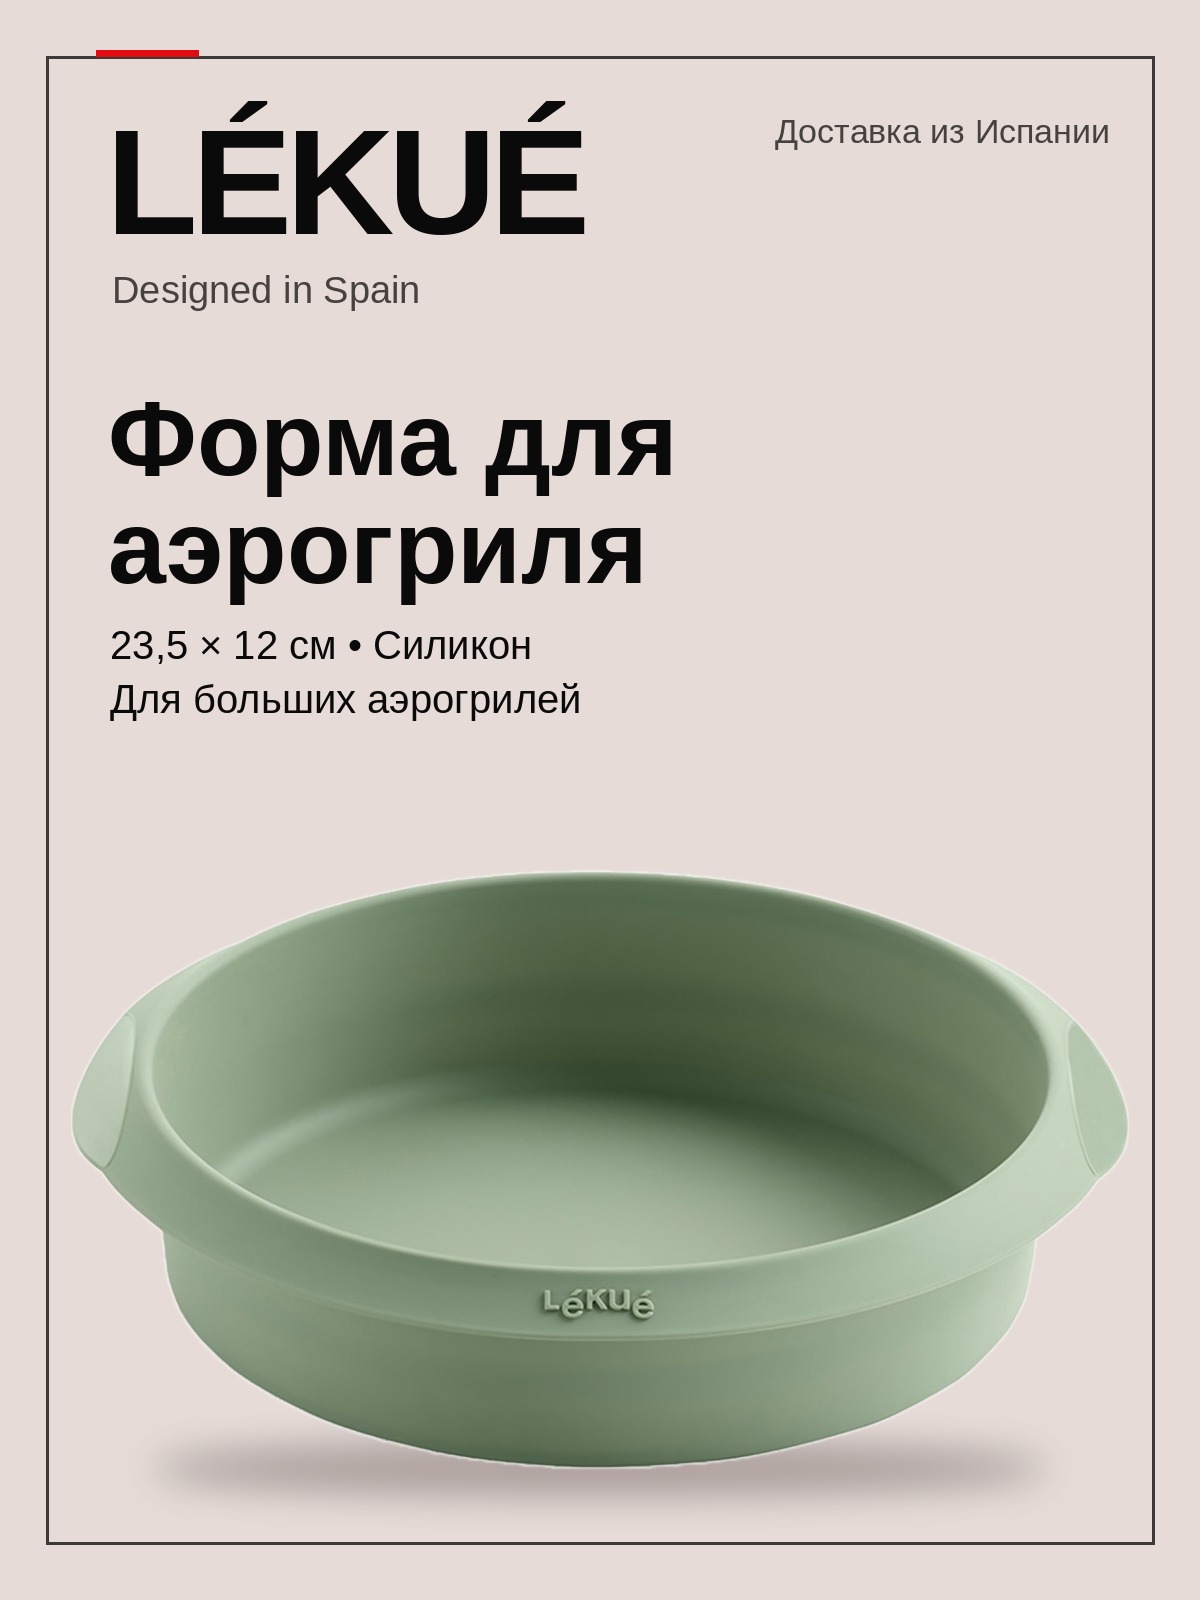 LÉKUÉ
Доставка из Испании
Designed in Spain
Форма для
аэрогриля
23,5 × 12 см • Силикон
Для больших аэрогрилей
Lékué